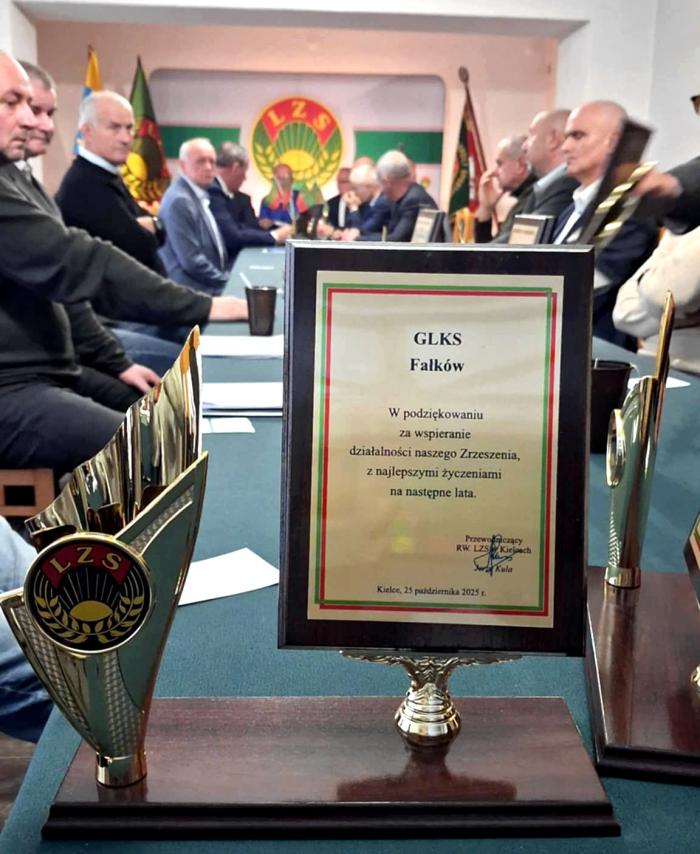 LZS
GLKS
Fałków
W podziękowaniu
za wspieranie
działalności naszego Zrzeszenia,
z najlepszymi życzeniami
na następne lata.
Przewodniczący
RW. LZS w Kielcach
Kula
Kielce, 25 października 2025 r.
LZS